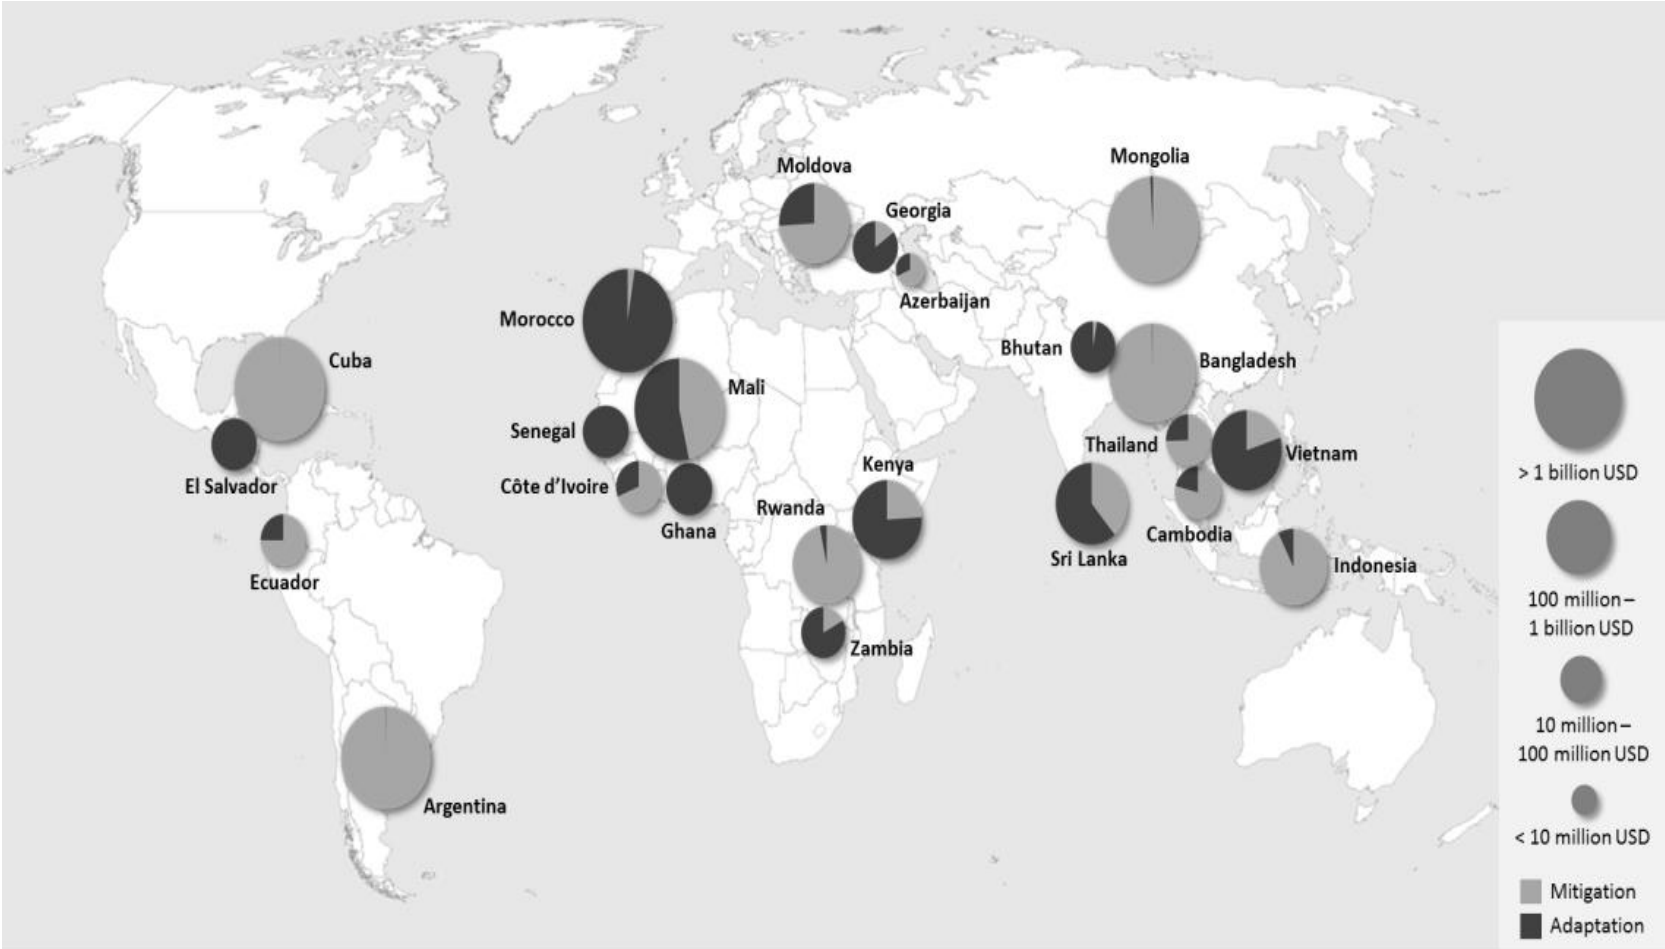 Mongolia
Moldova
Georgia
Azerbaijan
Morocco
Bhutan
Bangladesh
Cuba
Mali
Senegal
Thailand
Vietnam
Kenya
El Salvador
Côte d'Ivoire
Rwanda
Ghana
Cambodia
Sri Lanka
Indonesia
Ecuador
Zambia
Argentina
> 1 billion USD
100 million –
1 billion USD
10 million –
100 million USD
< 10 million USD
Mitigation
Adaptation